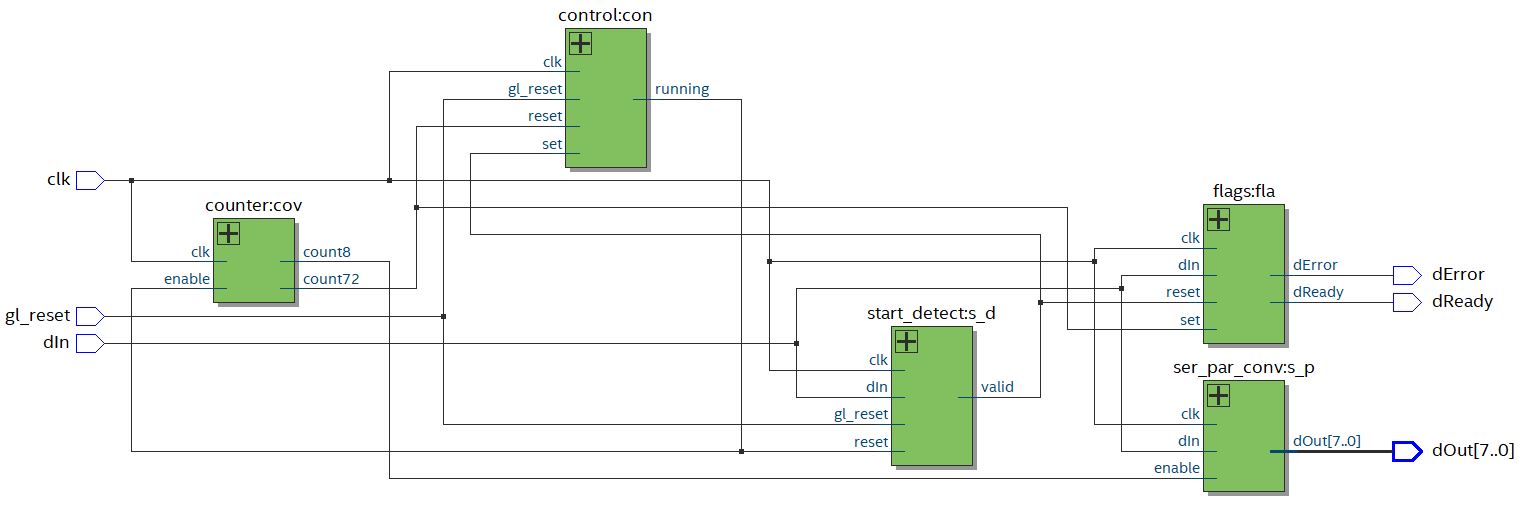 control:con
clk
gl_reset
reset
set
running
clk
counter:cov
clk
enable
count8
count72
gl_reset
dIn
start_detect:s_d
clk
dIn
gl_reset
reset
valid
flags:fla
clk
dIn
reset
set
dError
dReady
dError
dReady
ser_par_conv:s_p
clk
dIn
enable
dOut[7..0]
dOut[7..0]